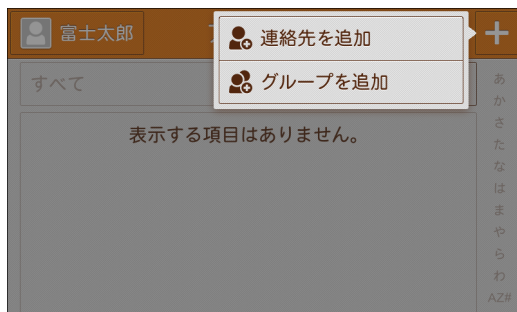 富士太郎
連絡先を追加
グループを追加
すべて
表示する項目はありません。
あ
か
さ
た
な
は
ま
や
ら
わ
AZ#